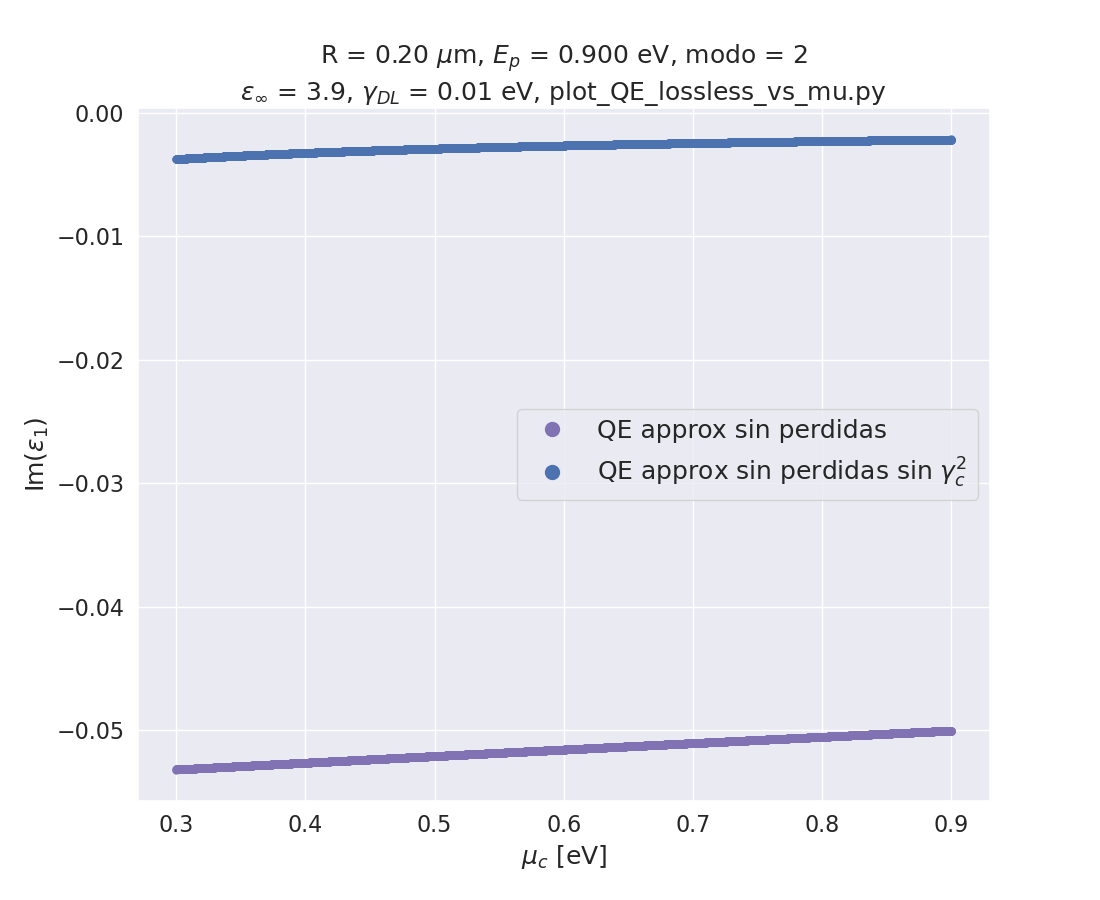 R = 0.20 μm, E_p = 0.900 eV, modo = 2
ε_∞ = 3.9, γ_DL = 0.01 eV, plot_QE_lossless_vs_mu.py
0.00
−0.01
−0.02
−0.03
−0.04
−0.05
Im(ε₁)
QE approx sin perdidas
QE approx sin perdidas sin γ_c^2
0.3 0.4 0.5 0.6 0.7 0.8 0.9
μ_c [eV]